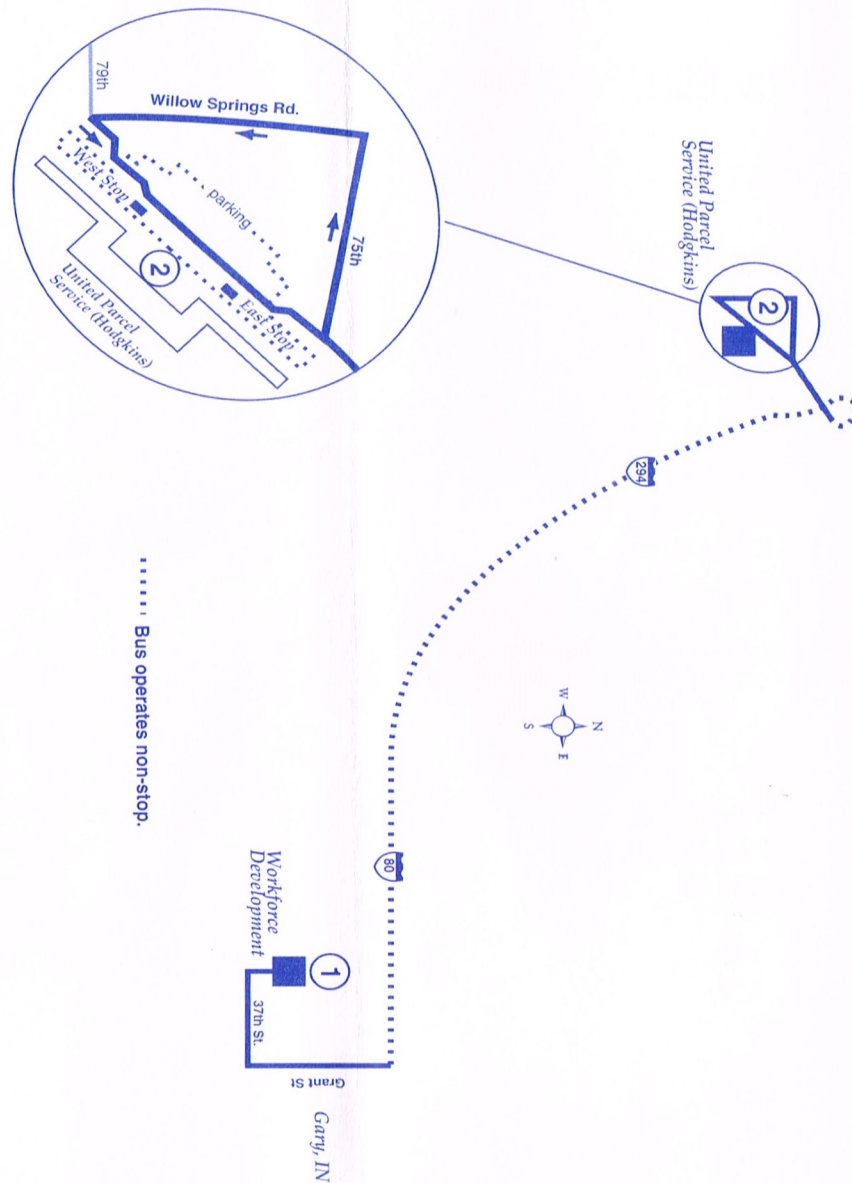 79th
Willow Springs Rd.
75th
parking
West Stop
East Stop
2
United Parcel
Service (Hodgkins)
United Parcel
Service (Hodgkins)
2
294
N
W
E
S
80
Bus operates non-stop.
Workforce
Development
1
37th St.
Grant St
Gary, IN